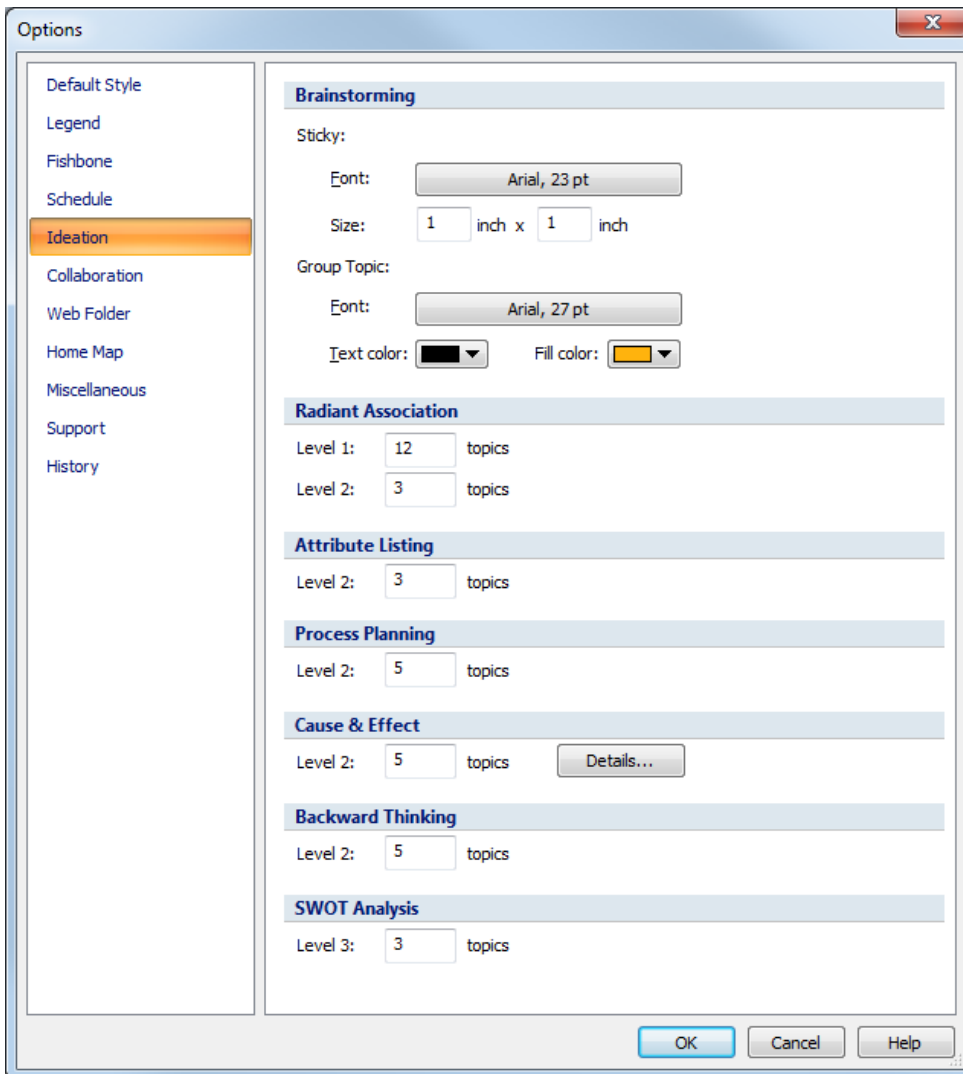 Options
Default Style
Legend
Fishbone
Schedule
Ideation
Collaboration
Web Folder
Home Map
Miscellaneous
Support
History
Brainstorming
Sticky:
Font: Arial, 23 pt
Size: 1 inch x 1 inch
Group Topic:
Font: Arial, 27 pt
Text color: Fill color:
Radiant Association
Level 1: 12 topics
Level 2: 3 topics
Attribute Listing
Level 2: 3 topics
Process Planning
Level 2: 5 topics
Cause & Effect
Level 2: 5 topics Details...
Backward Thinking
Level 2: 5 topics
SWOT Analysis
Level 3: 3 topics
OK Cancel Help